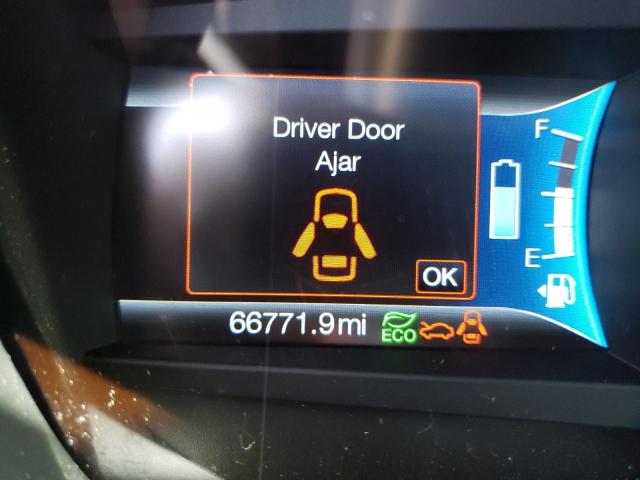 Driver Door
Ajar
OK
F
E
66771.9mi
ECO